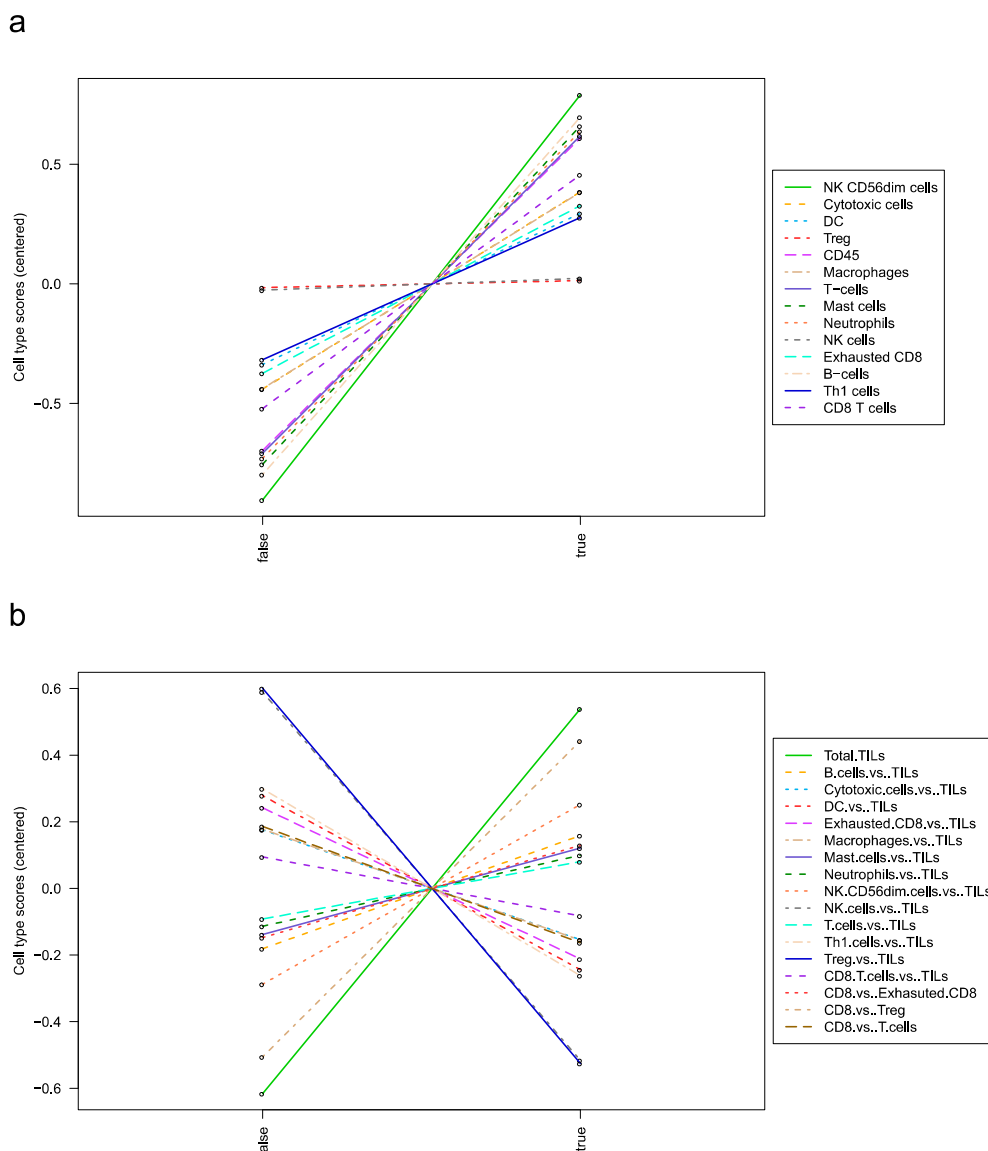 a
Cell type scores (centered)
0.5
0.0
−0.5
false
true
NK CD56dim cells
Cytotoxic cells
DC
Treg
CD45
Macrophages
T−cells
Mast cells
Neutrophils
NK cells
Exhausted CD8
B−cells
Th1 cells
CD8 T cells
b
Cell type scores (centered)
0.6
0.4
0.2
0.0
−0.2
−0.4
−0.6
false
true
Total.TILs
B.cells.vs..TILs
Cytotoxic.cells.vs..TILs
DC.vs..TILs
Exhausted.CD8.vs..TILs
Macrophages.vs..TILs
Mast.cells.vs..TILs
Neutrophils.vs..TILs
NK.CD56dim.cells.vs..TILs
NK.cells.vs..TILs
T.cells.vs..TILs
Th1.cells.vs..TILs
Treg.vs..TILs
CD8.T.cells.vs..TILs
CD8.vs..Exhasuted.CD8
CD8.vs..Treg
CD8.vs..T.cells